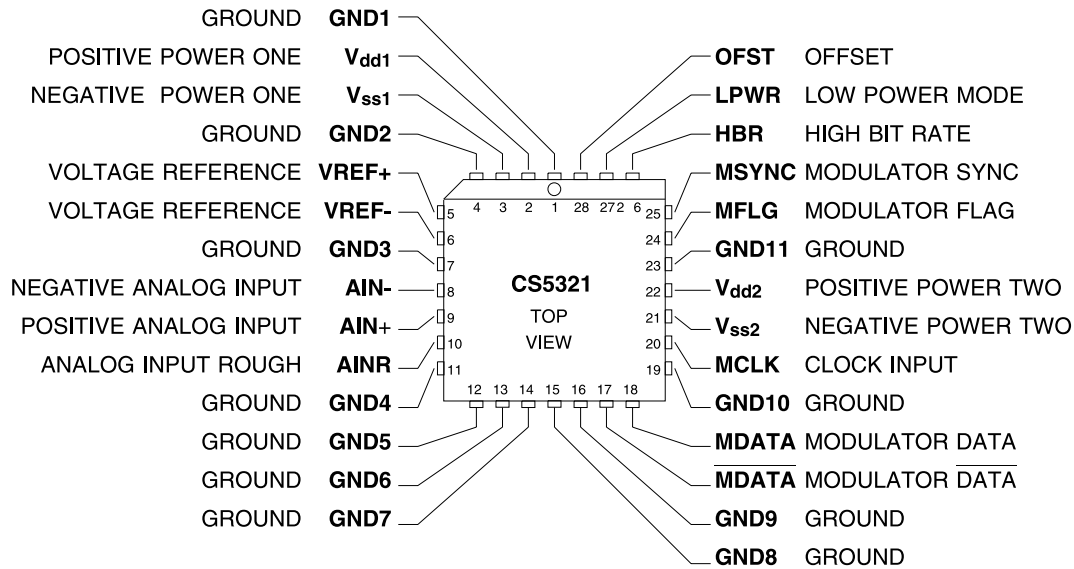 GROUND GND1
POSITIVE POWER ONE Vdd1
NEGATIVE POWER ONE Vss1
GROUND GND2
VOLTAGE REFERENCE VREF+
VOLTAGE REFERENCE VREF-
GROUND GND3
NEGATIVE ANALOG INPUT AIN-
POSITIVE ANALOG INPUT AIN+
ANALOG INPUT ROUGH AINR
GROUND GND4
GROUND GND5
GROUND GND6
GROUND GND7
4 3 2 1 28 27 2 6
5
6
7
8
9
10
11
CS5321
TOP
VIEW
25
24
23
22
21
20
19
12 13 14 15 16 17 18
OFST OFFSET
LPWR LOW POWER MODE
HBR HIGH BIT RATE
MSYNC MODULATOR SYNC
MFLG MODULATOR FLAG
GND11 GROUND
Vdd2 POSITIVE POWER TWO
Vss2 NEGATIVE POWER TWO
MCLK CLOCK INPUT
GND10 GROUND
MDATA MODULATOR DATA
M̅D̅A̅T̅A̅ MODULATOR D̅A̅T̅A̅
GND9 GROUND
GND8 GROUND